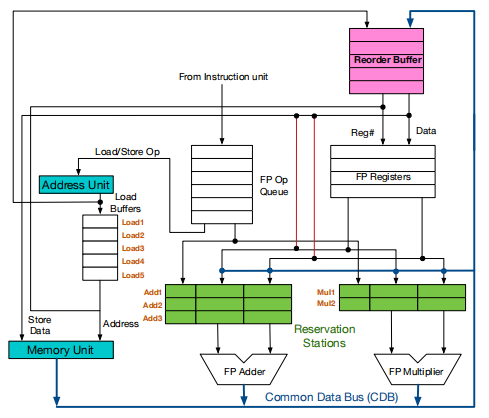 Reorder Buffer
From Instruction unit
Reg#
Data
Load/Store Op
FP Op
Queue
FP Registers
Address Unit
Load
Buffers
Load1
Load2
Load3
Load4
Load5
Add1
Add2
Add3
Mul1
Mul2
Store
Data
Address
Reservation
Stations
Memory Unit
FP Adder
FP Multiplier
Common Data Bus (CDB)